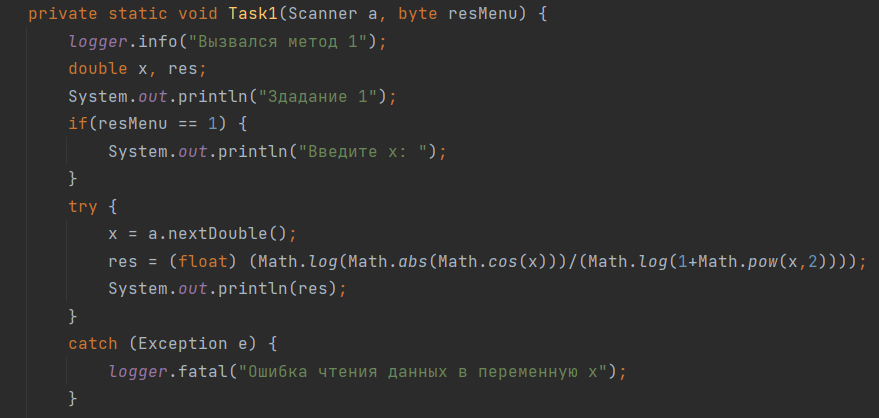 private static void Task1(Scanner a, byte resMenu) {
logger.info("Вызвался метод 1");
double x, res;
System.out.println("Здадание 1");
if(resMenu == 1) {
System.out.println("Введите x: ");
}
try {
x = a.nextDouble();
res = (float) (Math.log(Math.abs(Math.cos(x)))/(Math.log(1+Math.pow(x,2))));
System.out.println(res);
}
catch (Exception e) {
logger.fatal("Ошибка чтения данных в переменную x");
}